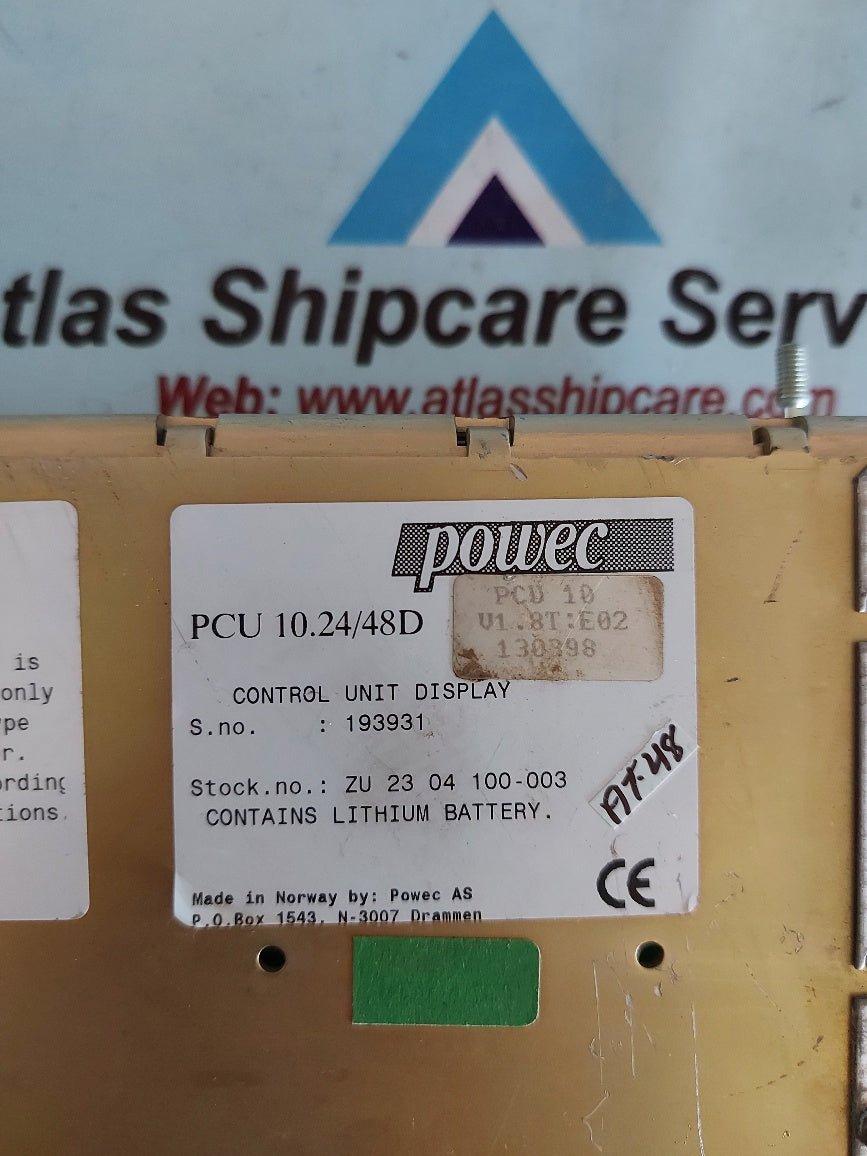 tlas Shipcare Serv
Web: www.atlasshipcare.com
is
only
ype
r.
ording
tions.
powec
PCU 10.24/48D
PCU 10
V1.8T:E02
130398
CONTROL UNIT DISPLAY
S.no. : 193931
Stock.no.: ZU 23 04 100-003
CONTAINS LITHIUM BATTERY.
AT-48
CE
Made in Norway by: Powec AS
P.O.Box 1543, N-3007 Drammen